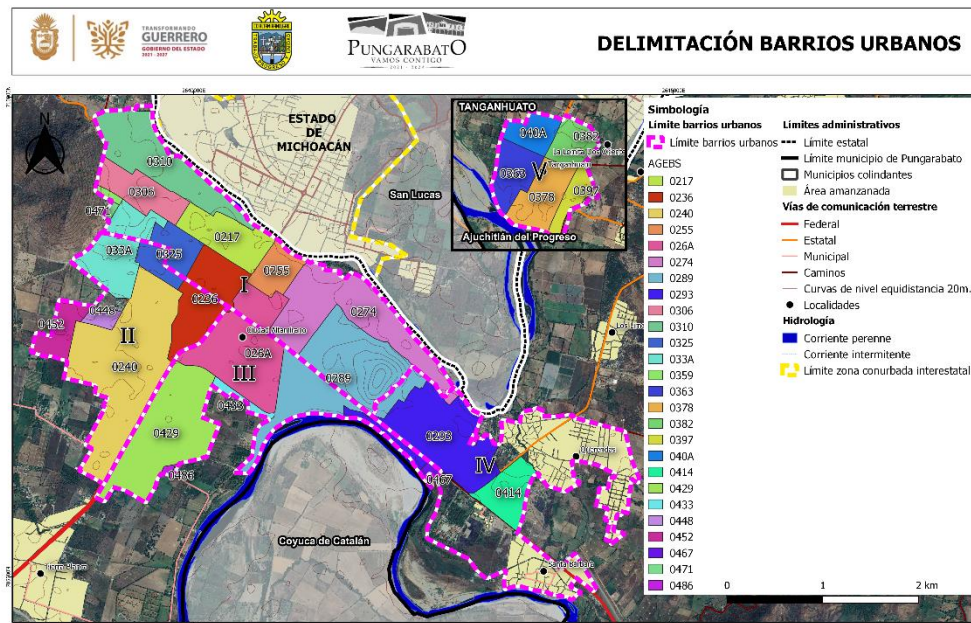 TRANSFORMANDO
GUERRERO
GOBIERNO DEL ESTADO
2021 - 2027
PUNGARABATO
VAMOS CONTIGO
DELIMITACIÓN BARRIOS URBANOS
ESTADO
DE
MICHOACÁN
San Lucas
TANGANHUATO
040A
0382
0363
V
Tanganhuato
0378
0397
Ajuchitlán del Progreso
0310
0306
0471
0217
033A
0325
0255
I
0236
0274
0448
0452
II
Ciudad Altamirano
026A
III
0240
0289
0433
0429
0293
IV
0486
0467
0414
Coyuca de Catalán
Santa Bárbara
Simbología
Límite barrios urbanos
Límite barrios urbanos
AGEBS
0217
0236
0240
0255
026A
0274
0289
0293
0306
0310
0325
033A
0359
0363
0378
0382
0397
040A
0414
0429
0433
0448
0452
0467
0471
0486
Límites administrativos
Límite estatal
Límite municipio de Pungarabato
Municipios colindantes
Área amanzanada
Vías de comunicación terrestre
Federal
Estatal
Municipal
Caminos
Curvas de nivel equidistancia 20m.
Localidades
Hidrología
Corriente perenne
Corriente intermitente
Límite zona conurbada interestatal
0 1 2 km